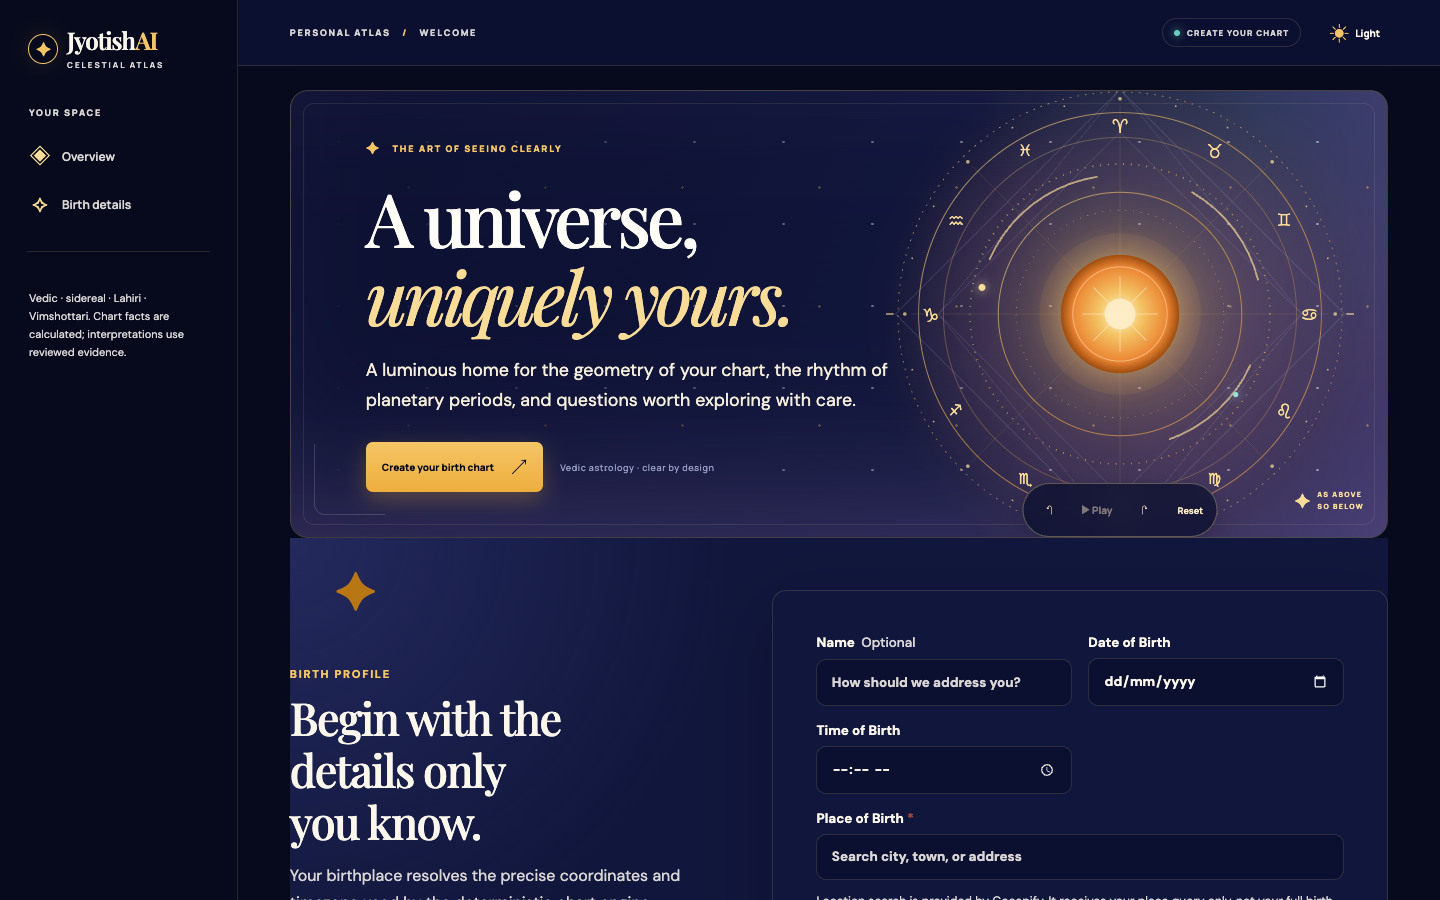 JyotishAI
CELESTIAL ATLAS
YOUR SPACE
Overview
Birth details
Vedic · sidereal · Lahiri ·
Vimshottari. Chart facts are
calculated; interpretations use
reviewed evidence.
PERSONAL ATLAS / WELCOME
CREATE YOUR CHART
Light
THE ART OF SEEING CLEARLY
A universe,
uniquely yours.
A luminous home for the geometry of your chart, the rhythm of
planetary periods, and questions worth exploring with care.
Create your birth chart
Vedic astrology · clear by design
Play
Reset
AS ABOVE
SO BELOW
BIRTH PROFILE
Begin with the
details only
you know.
Your birthplace resolves the precise coordinates and
Name Optional
How should we address you?
Date of Birth
dd/mm/yyyy
Time of Birth
--:-- --
Place of Birth *
Search city, town, or address